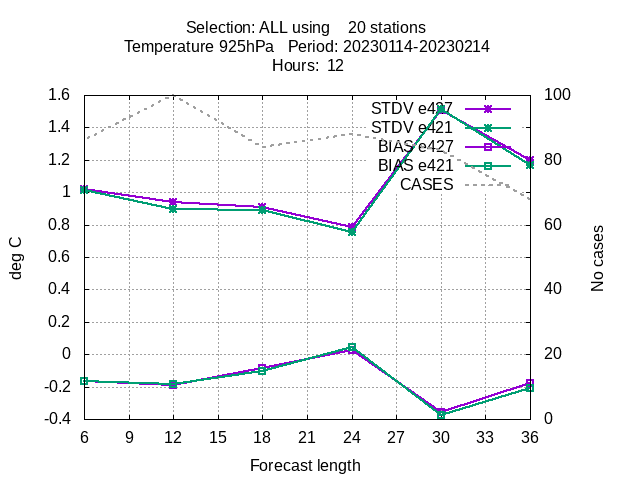 Selection: ALL using 20 stations
Temperature 925hPa Period: 20230114-20230214
Hours: 12
1.6
1.4
1.2
1
0.8
0.6
0.4
0.2
0
-0.2
-0.4
deg C
STDV e427
STDV e421
BIAS e427
BIAS e421
CASES
100
80
60
40
20
0
No cases
6 9 12 15 18 21 24 27 30 33 36
Forecast length